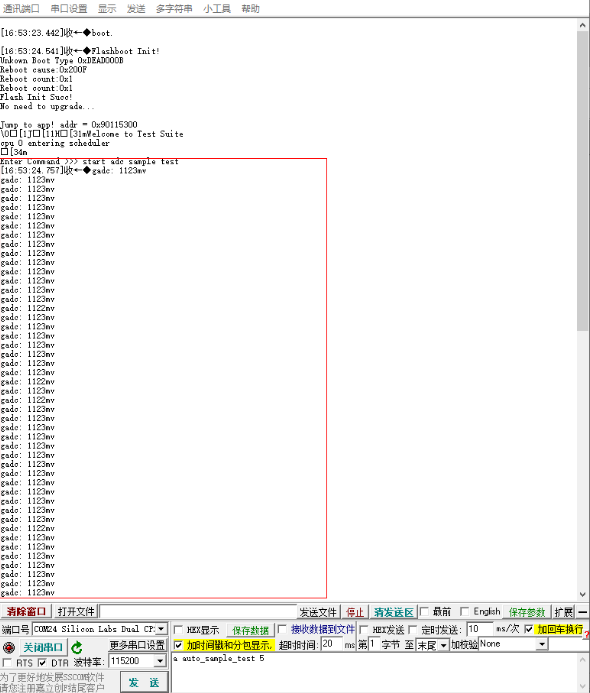 通讯端口 串口设置 显示 发送 多字符串 小工具 帮助
[16:53:23.442]收←◆boot.
[16:53:24.541]收←◆Flashboot Init!
Unkown Boot Type 0xDEAD000B
Reboot cause:0x200F
Reboot count:0x1
Reboot count:0x1
Flash Init Succ!
No need to upgrade...
Jump to app! addr = 0x90115300
\0□[1J□[11H□[31mWelcome to Test Suite
cpu 0 entering scheduler
□[34m
Enter Command >>> start adc sample test
[16:53:24.757]收←◆gadc: 1123mv
gadc: 1123mv
gadc: 1123mv
gadc: 1123mv
gadc: 1123mv
gadc: 1123mv
gadc: 1123mv
gadc: 1123mv
gadc: 1123mv
gadc: 1123mv
gadc: 1123mv
gadc: 1123mv
gadc: 1123mv
gadc: 1123mv
gadc: 1123mv
gadc: 1122mv
gadc: 1123mv
gadc: 1123mv
gadc: 1123mv
gadc: 1123mv
gadc: 1123mv
gadc: 1123mv
gadc: 1123mv
gadc: 1122mv
gadc: 1123mv
gadc: 1122mv
gadc: 1123mv
gadc: 1123mv
gadc: 1123mv
gadc: 1123mv
gadc: 1123mv
gadc: 1123mv
gadc: 1123mv
gadc: 1123mv
gadc: 1123mv
gadc: 1123mv
gadc: 1123mv
gadc: 1123mv
gadc: 1123mv
gadc: 1122mv
gadc: 1123mv
gadc: 1123mv
gadc: 1123mv
gadc: 1123mv
gadc: 1123mv
gadc: 1123mv
gadc: 1123mv
清除窗口 打开文件 发送文件 停止 清发送区 最前 English 保存参数 扩展 —
端口号 COM24 Silicon Labs Dual CP HEX显示 保存数据 接收数据到文件 HEX发送 定时发送: 10 ms/次 加回车换行
关闭串口 更多串口设置 加时间戳和分包显示, 超时时间: 20 ms 第 1 字节 至 末尾 加校验 None
RTS DTR 波特率: 115200 a auto_sample_test 5
为了更好地发展SSCOM软件
请您注册嘉立创F结尾客户
发 送